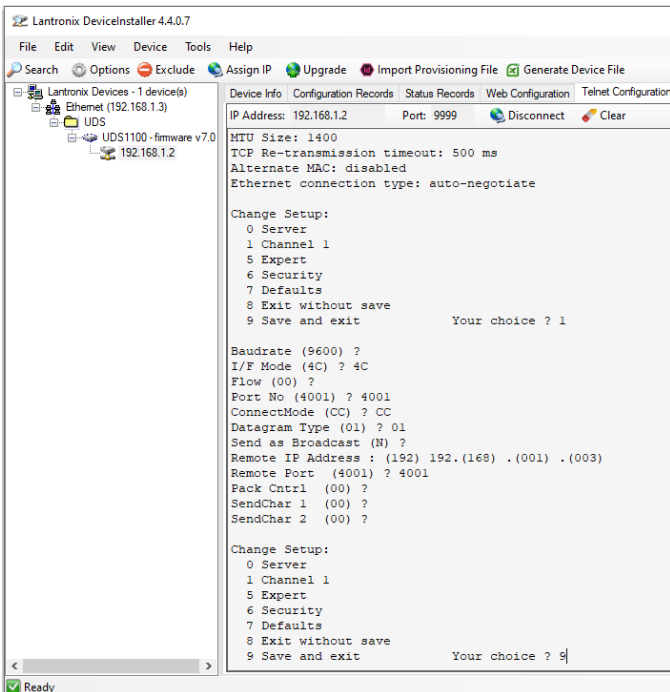 Lantronix DeviceInstaller 4.4.0.7
File Edit View Device Tools Help
Search Options Exclude Assign IP Upgrade Import Provisioning File Generate Device File
Lantronix Devices - 1 device(s)
Ethernet (192.168.1.3)
UDS
UDS1100 - firmware v7.0
192.168.1.2
Device Info Configuration Records Status Records Web Configuration Telnet Configuration
IP Address: 192.168.1.2 Port: 9999 Disconnect Clear
MTU Size: 1400
TCP Re-transmission timeout: 500 ms
Alternate MAC: disabled
Ethernet connection type: auto-negotiate
Change Setup:
0 Server
1 Channel 1
5 Expert
6 Security
7 Defaults
8 Exit without save
9 Save and exit Your choice ? 1
Baudrate (9600) ?
I/F Mode (4C) ? 4C
Flow (00) ?
Port No (4001) ? 4001
ConnectMode (CC) ? CC
Datagram Type (01) ? 01
Send as Broadcast (N) ?
Remote IP Address : (192) 192.(168) .(001) .(003)
Remote Port (4001) ? 4001
Pack Cntrl (00) ?
SendChar 1 (00) ?
SendChar 2 (00) ?
Change Setup:
0 Server
1 Channel 1
5 Expert
6 Security
7 Defaults
8 Exit without save
9 Save and exit Your choice ? 9
Ready